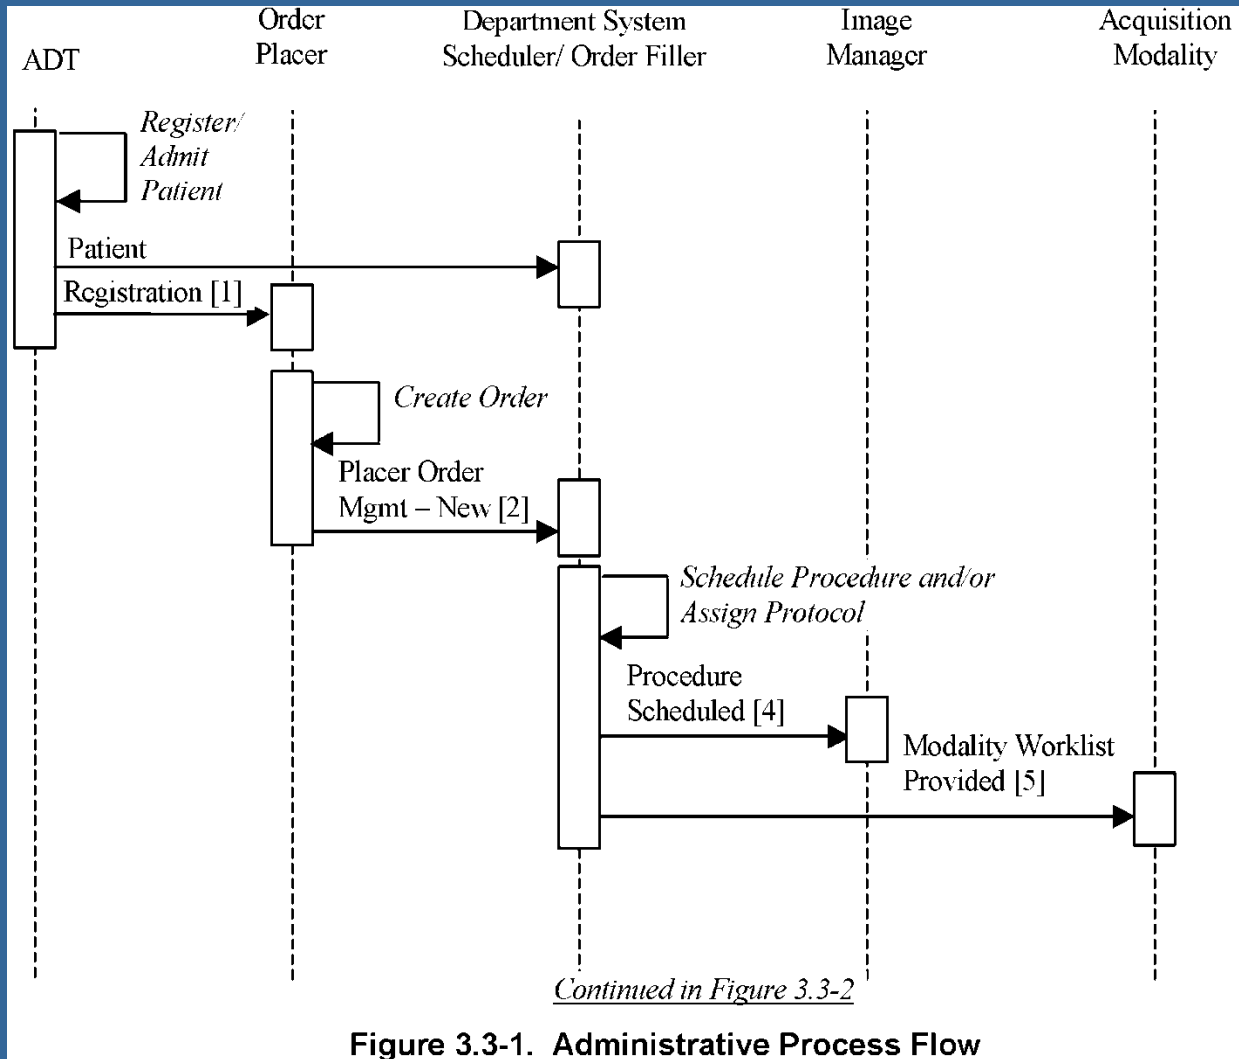 Order
Placer
Department System
Scheduler/ Order Filler
Image
Manager
Acquisition
Modality
ADT
Register/
Admit
Patient
Patient
Registration [1]
Create Order
Placer Order
Mgmt – New [2]
Schedule Procedure and/or
Assign Protocol
Procedure
Scheduled [4]
Modality Worklist
Provided [5]
Continued in Figure 3.3-2
Figure 3.3-1. Administrative Process Flow